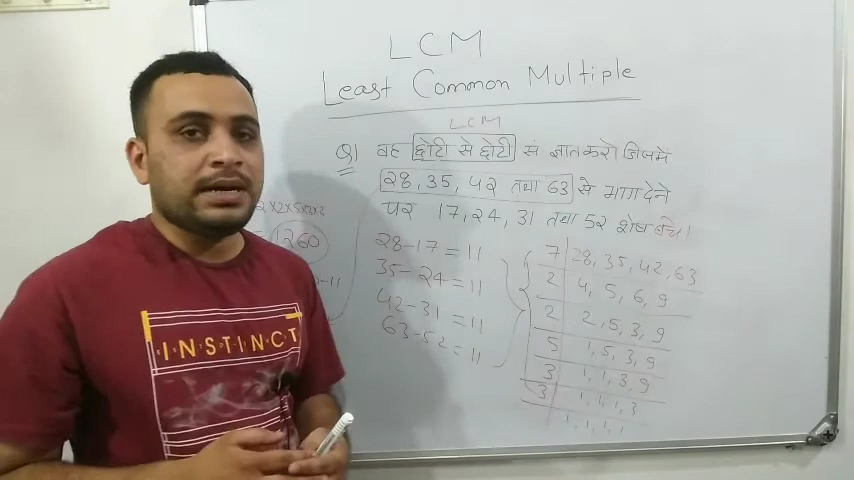 LCM
Least Common Multiple
LCM
Q1 वह छोटी से छोटी सं ज्ञात करो जिसमें
28, 35, 42 तथा 63 से भाग देने
पर 17, 24, 31 तथा 52 शेष बचे।
28-17 = 11
35-24 = 11
42-31 = 11
63-52 = 11
7 28, 35, 42, 63
2 4, 5, 6, 9
2 2, 5, 3, 9
5 1, 5, 3, 9
3 1, 1, 3, 9
3 1, 1, 1, 3
1, 1, 1, 1
1260
-11
INSTINCT